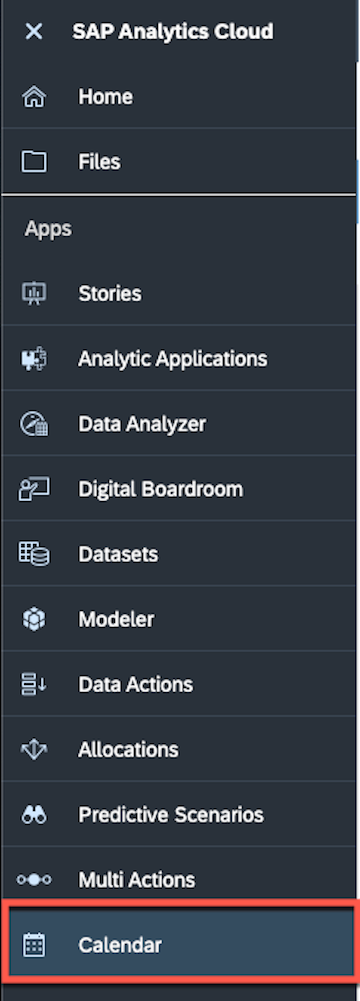 SAP Analytics Cloud
Home
Files
Apps
Stories
Analytic Applications
Data Analyzer
Digital Boardroom
Datasets
Modeler
Data Actions
Allocations
Predictive Scenarios
Multi Actions
Calendar